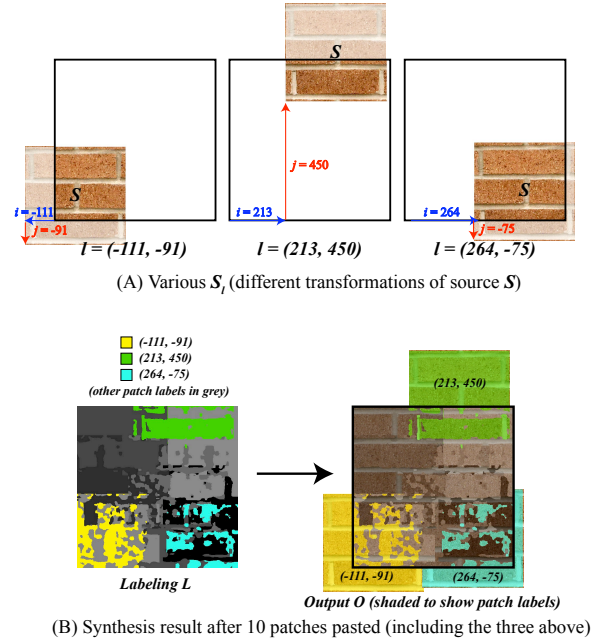 S
S
S
j = 450
i = -111
j = -91
i = 213
i = 264
j = -75
l = (-111, -91)
l = (213, 450)
l = (264, -75)
(A) Various S_l (different transformations of source S)
(-111, -91)
(213, 450)
(264, -75)
(other patch labels in grey)
(213, 450)
(-111, -91)
(264, -75)
Labeling L
Output O (shaded to show patch labels)
(B) Synthesis result after 10 patches pasted (including the three above)